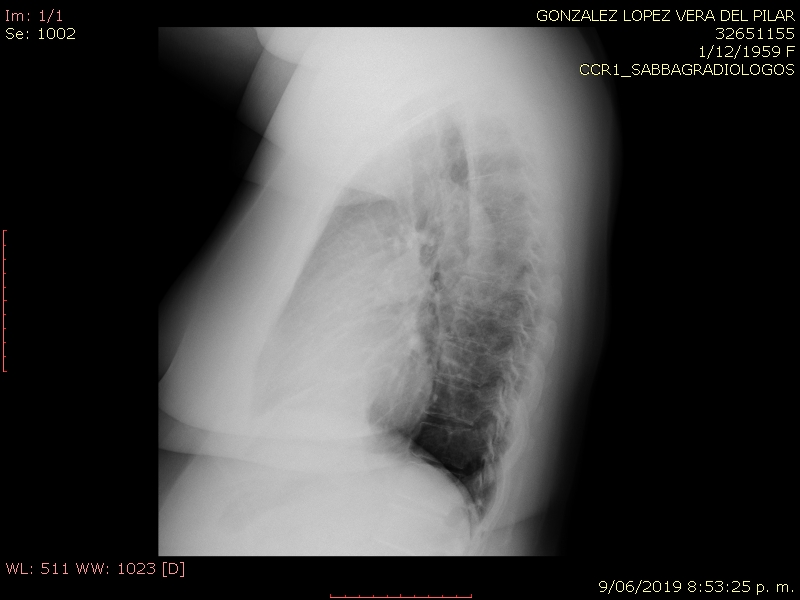 Im: 1/1
Se: 1002
GONZALEZ LOPEZ VERA DEL PILAR
32651155
1/12/1959 F
CCR1_SABBAGRADIOLOGOS
WL: 511 WW: 1023 [D]
9/06/2019 8:53:25 p. m.